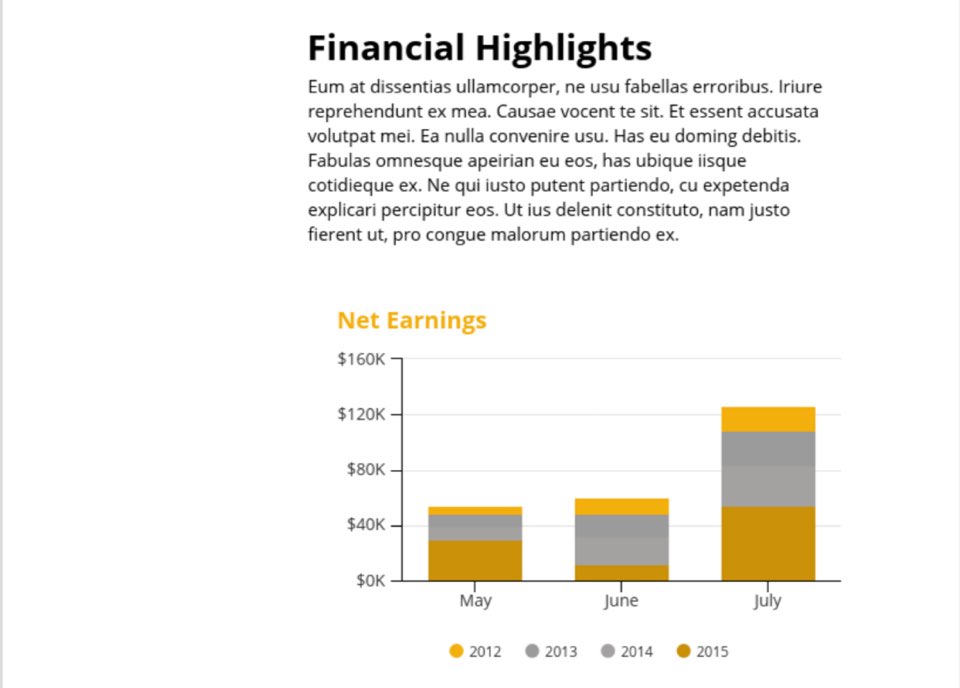 Financial Highlights
Eum at dissentias ullamcorper, ne usu fabellas erroribus. Iriure
reprehendunt ex mea. Causae vocent te sit. Et essent accusata
volutpat mei. Ea nulla convenire usu. Has eu doming debitis.
Fabulas omnesque apeirian eu eos, has ubique iisque
cotidieque ex. Ne qui iusto putent partiendo, cu expetenda
explicari percipitur eos. Ut ius delenit constituto, nam justo
fierent ut, pro congue malorum partiendo ex.
Net Earnings
$160K
$120K
$80K
$40K
$0K
May June July
2012 2013 2014 2015